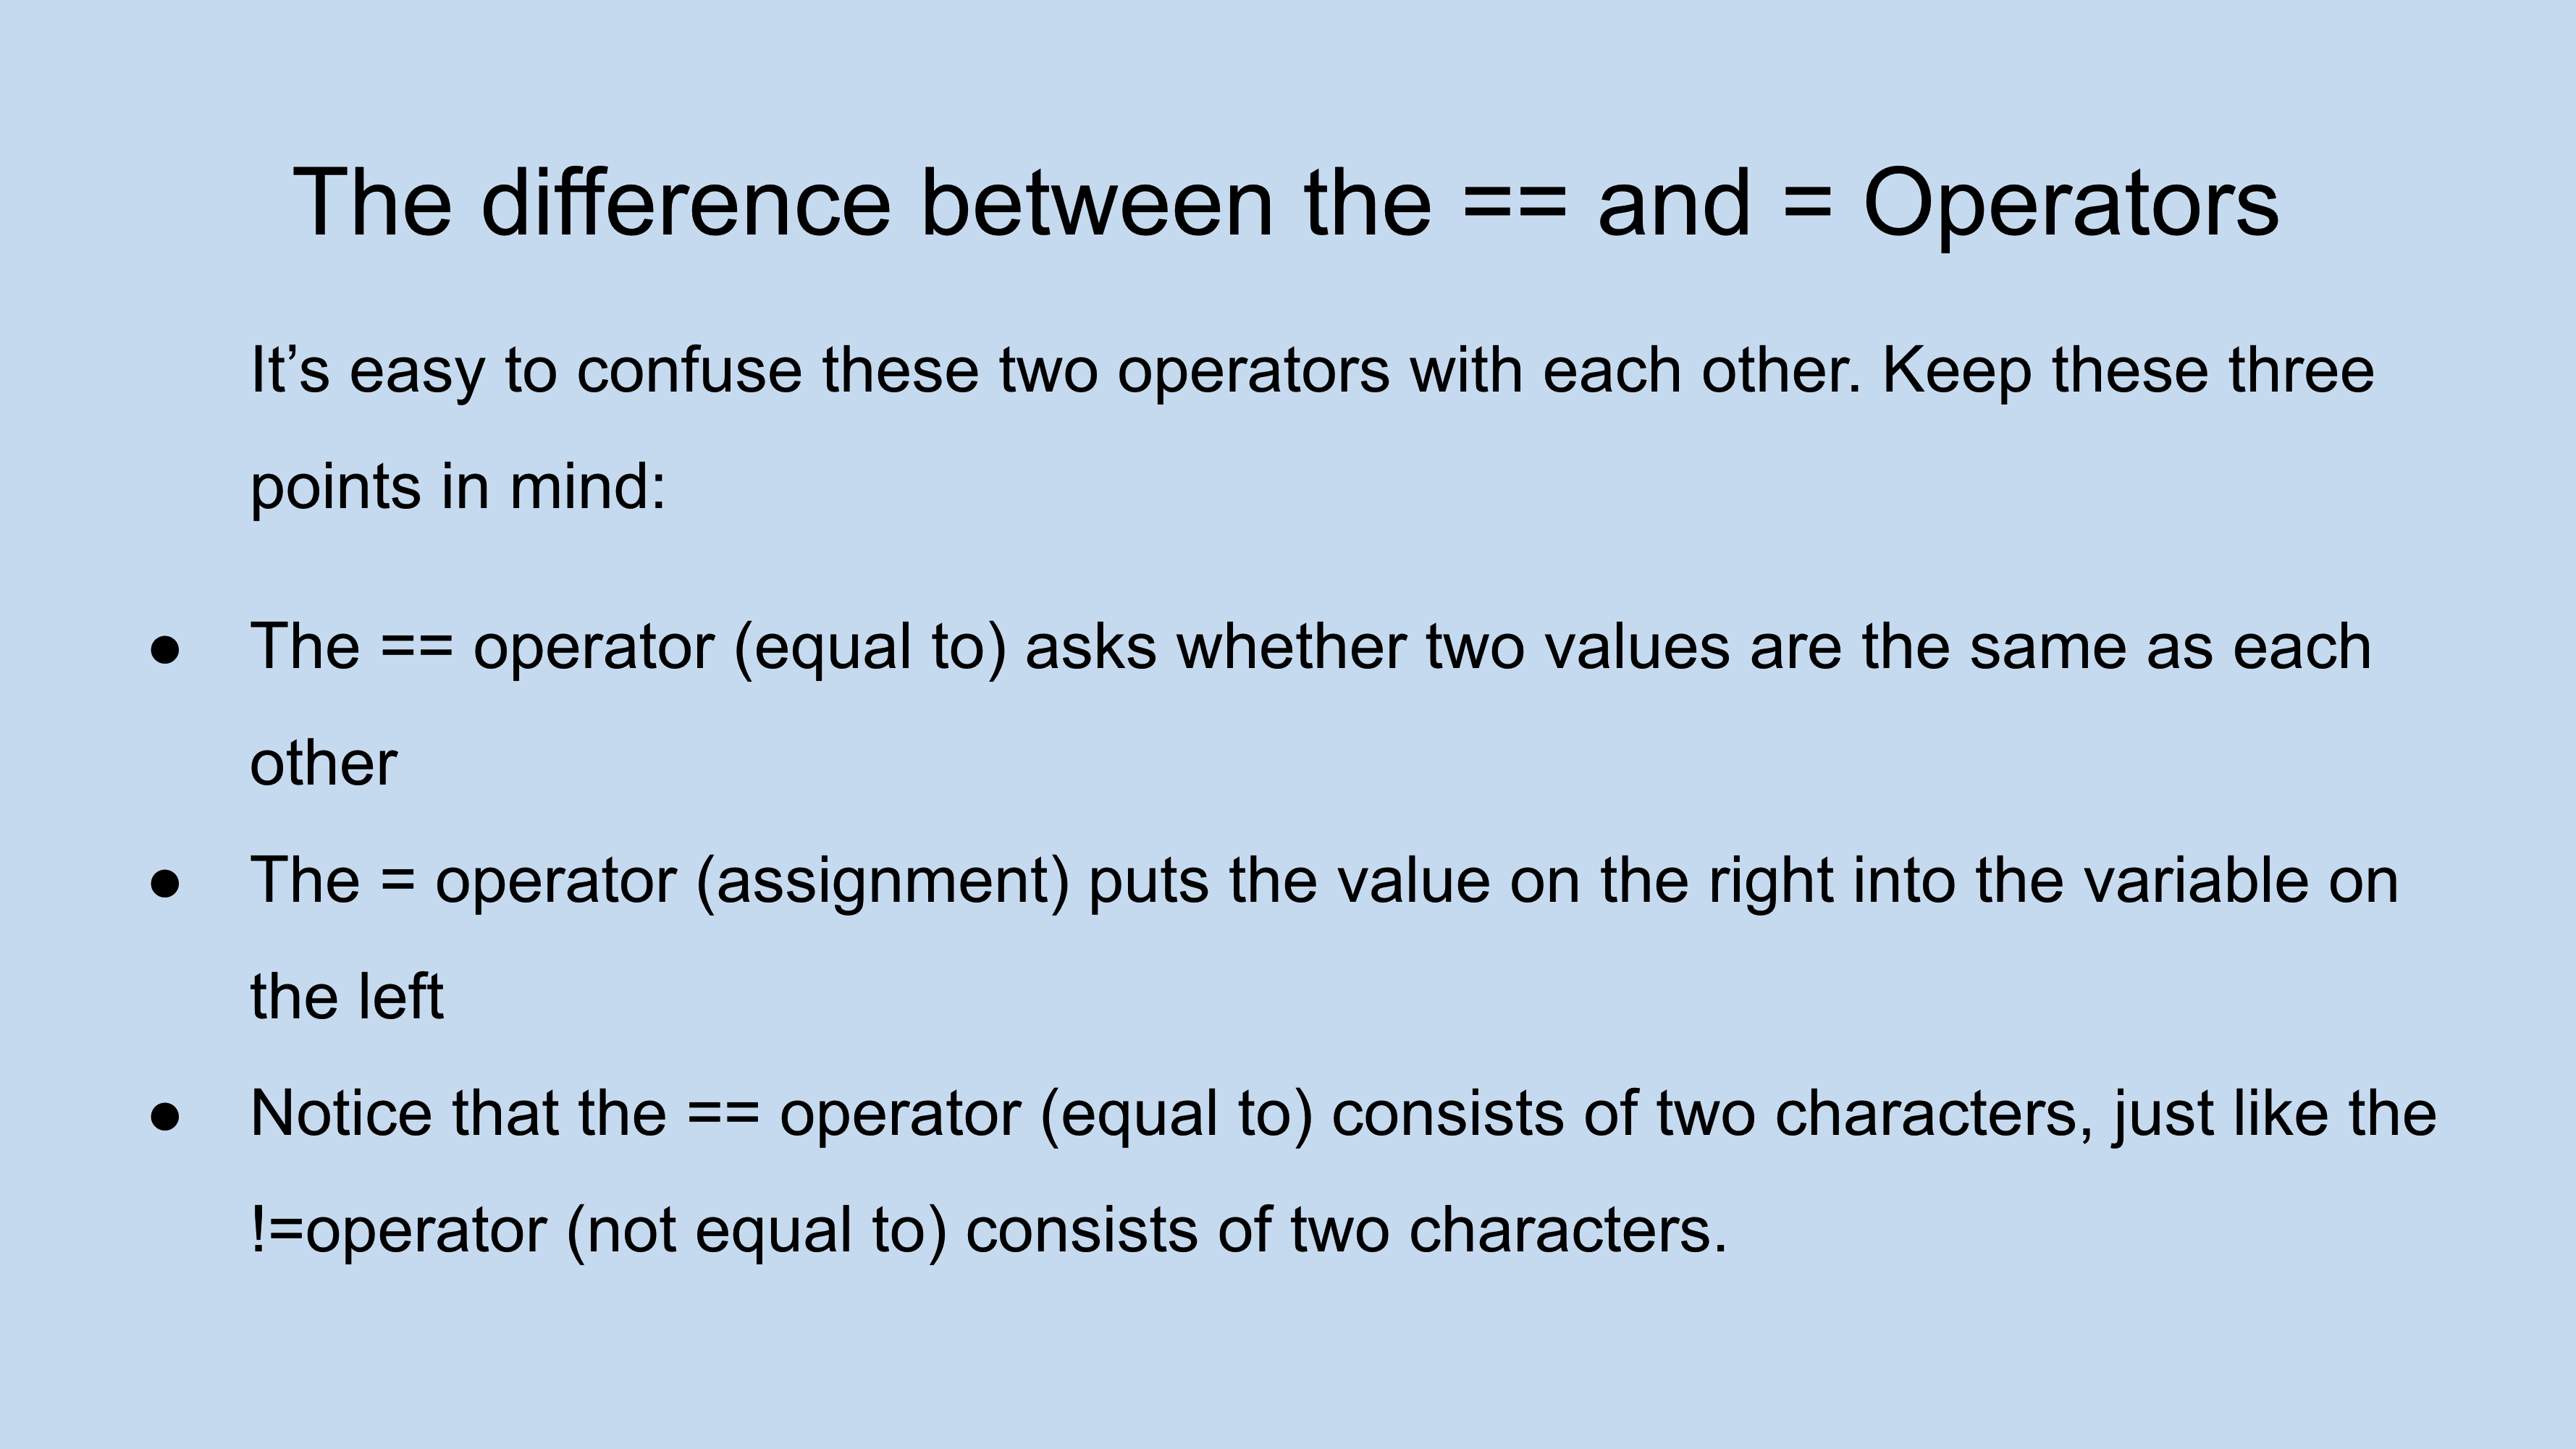 The difference between the == and = Operators
It’s easy to confuse these two operators with each other. Keep these three
points in mind:
● The == operator (equal to) asks whether two values are the same as each
other
● The = operator (assignment) puts the value on the right into the variable on
the left
● Notice that the == operator (equal to) consists of two characters, just like the
!=operator (not equal to) consists of two characters.